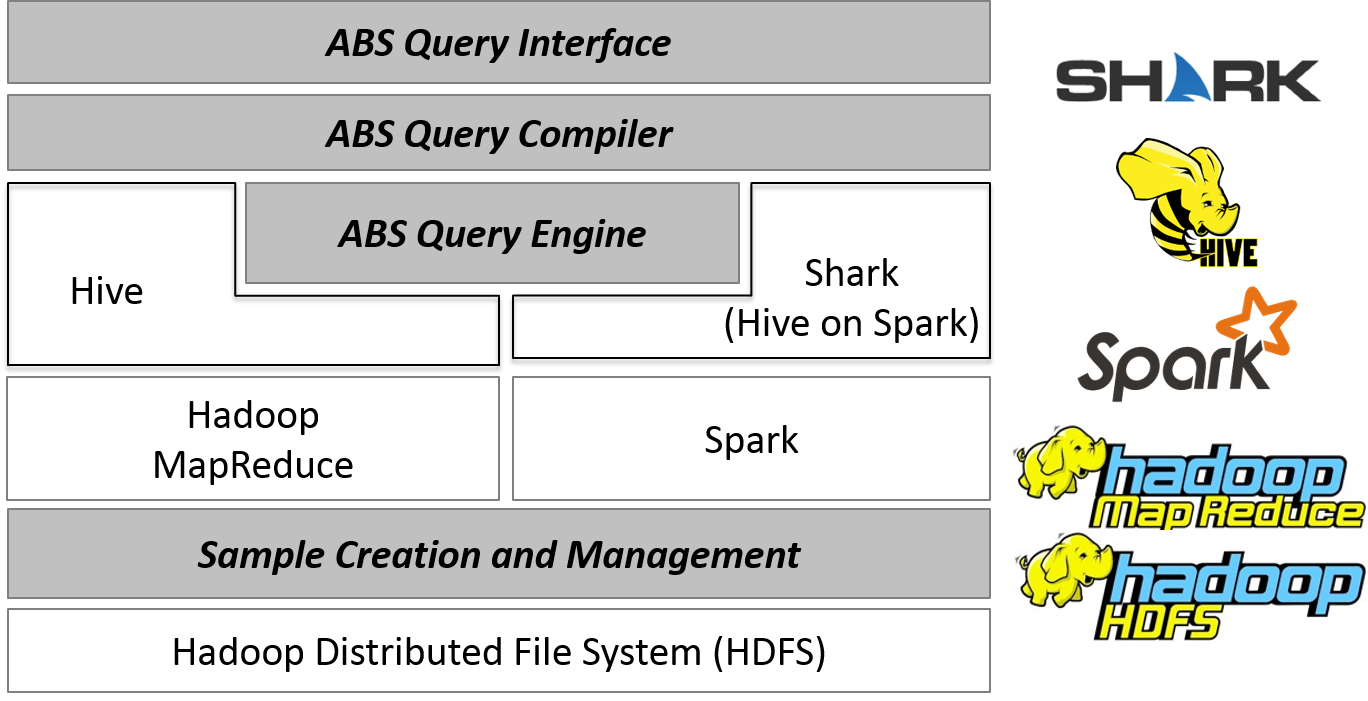 ABS Query Interface
ABS Query Compiler
ABS Query Engine
Hive
Shark
(Hive on Spark)
Hadoop
MapReduce
Spark
Sample Creation and Management
Hadoop Distributed File System (HDFS)
SHARK
HIVE
Spark
hadoop
Map Reduce
hadoop
HDFS